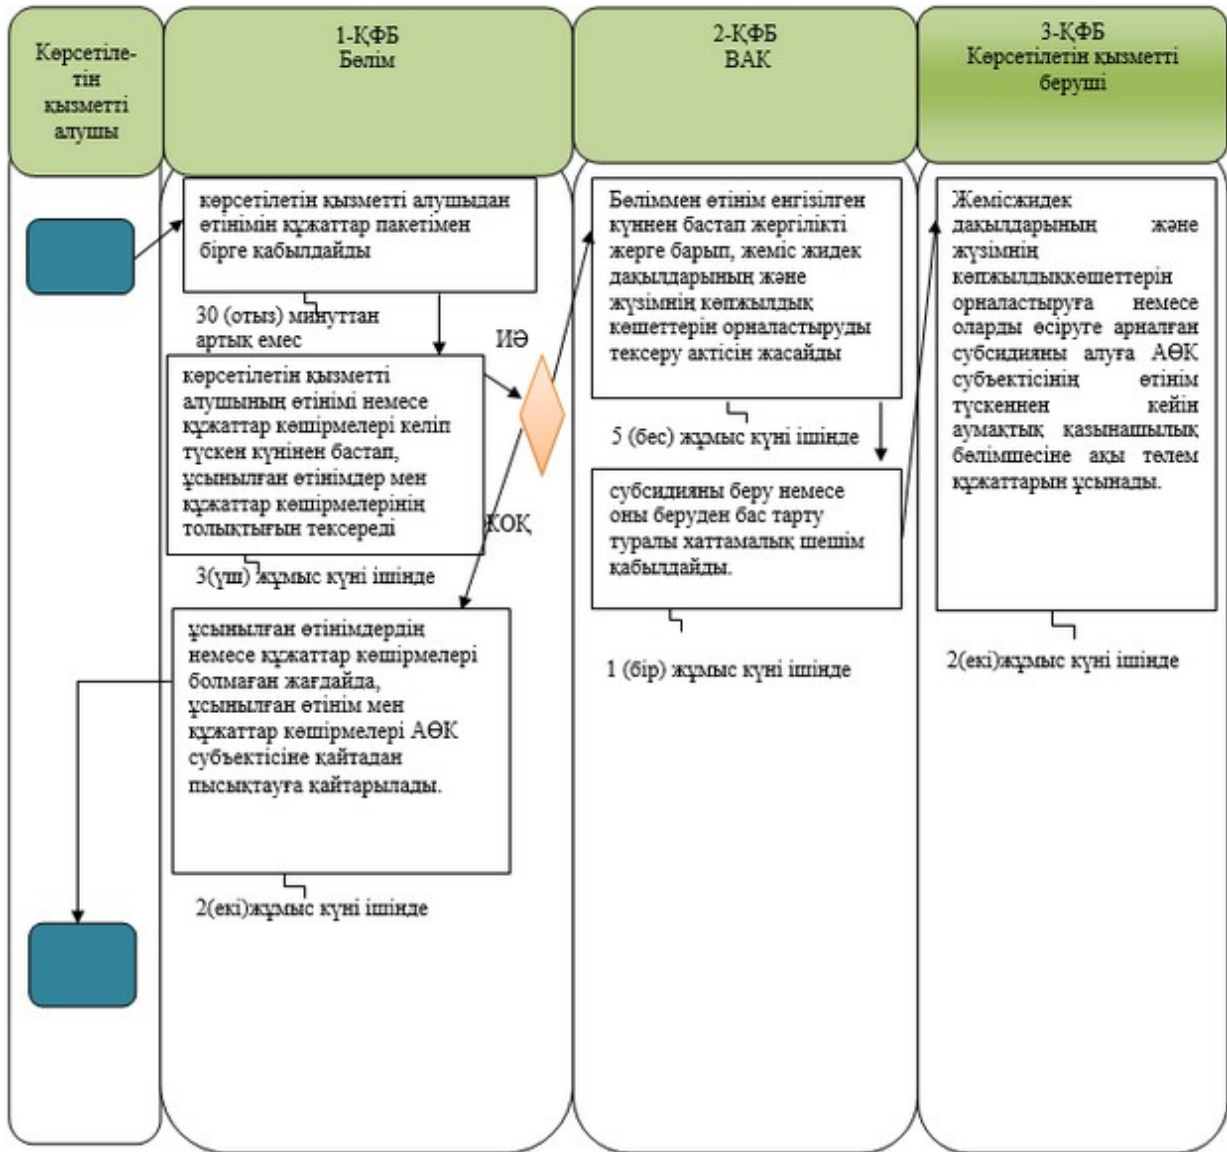 Көрсетіле-
тін
қызметті
алушы
1-ҚФБ
Бөлім
2-ҚФБ
ВАК
3-ҚФБ
Көрсетілетін қызметті
беруші
көрсетілетін қызметті алушыдан
өтінімін құжаттар пакетімен
бірге қабылдайды
30 (отыз) минуттан
артық емес
көрсетілетін қызметті
алушының өтінімі немесе
құжаттар көшірмелері келіп
түскен күнінен бастап,
ұсынылған өтінімдер мен
құжаттар көшірмелерінің
толықтығын тексереді
3(үш) жұмыс күні ішінде
ИӘ
ЖОҚ
ұсынылған өтінімдердің
немесе құжаттар көшірмелері
болмаған жағдайда,
ұсынылған өтінім мен
құжаттар көшірмелері АӨК
субъектісіне қайтадан
пысықтауға қайтарылады.
2(екі)жұмыс күні ішінде
Бөліммен өтінім енгізілген
күннен бастап жергілікті
жерге барып, жеміс жидек
дақылдарының және
жүзімнің көпжылдық
көшеттерін орналастыруды
тексеру актісін жасайды
5 (бес) жұмыс күні ішінде
субсидияны беру немесе
оны беруден бас тарту
туралы хаттамалық шешім
қабылдайды.
1 (бір) жұмыс күні ішінде
Жемісжидек
дақылдарының және
жүзімнің
көпжылдықкөшеттерін
орналастыруға немесе
оларды өсіруге арналған
субсидияны алуға АӨК
субъектісінің өтінім
түскеннен кейін
аумақтық қазынашылық
бөлімшесіне ақы төлем
құжаттарын ұсынады.
2(екі)жұмыс күні ішінде